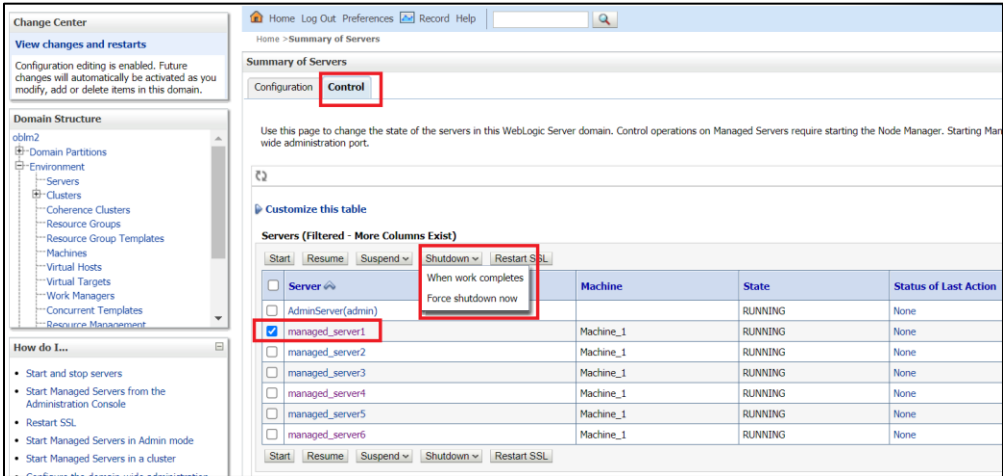 Change Center
View changes and restarts
Configuration editing is enabled. Future
changes will automatically be activated as you
modify, add or delete items in this domain.
Domain Structure
oblm2
Domain Partitions
Environment
Servers
Clusters
Coherence Clusters
Resource Groups
Resource Group Templates
Machines
Virtual Hosts
Virtual Targets
Work Managers
Concurrent Templates
Resource Management
How do I...
Start and stop servers
Start Managed Servers from the
Administration Console
Restart SSL
Start Managed Servers in Admin mode
Start Managed Servers in a cluster
Configure the domain-wide administration
Home Log Out Preferences Record Help
Home >Summary of Servers
Summary of Servers
Configuration Control
Use this page to change the state of the servers in this WebLogic Server domain. Control operations on Managed Servers require starting the Node Manager. Starting Man
wide administration port.
Customize this table
Servers (Filtered - More Columns Exist)
Start Resume Suspend Shutdown Restart SSL
When work completes
Force shutdown now
Server Machine State Status of Last Action
AdminServer(admin) RUNNING None
managed_server1 Machine_1 RUNNING None
managed_server2 Machine_1 RUNNING None
managed_server3 Machine_1 RUNNING None
managed_server4 Machine_1 RUNNING None
managed_server5 Machine_1 RUNNING None
managed_server6 Machine_1 RUNNING None
Start Resume Suspend Shutdown Restart SSL